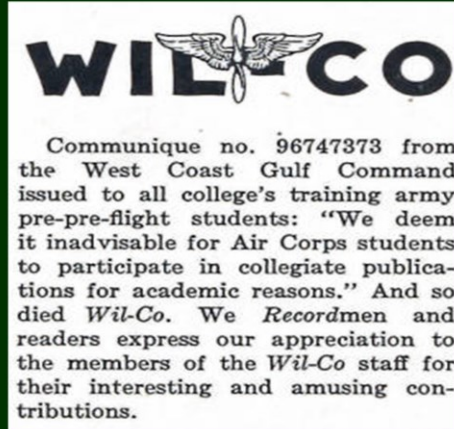 WIL-CO
Communique no. 96747373 from
the West Coast Gulf Command
issued to all college's training army
pre-pre-flight students: "We deem
it inadvisable for Air Corps students
to participate in collegiate publica-
tions for academic reasons." And so
died Wil-Co. We Recordmen and
readers express our appreciation to
the members of the Wil-Co staff for
their interesting and amusing con-
tributions.